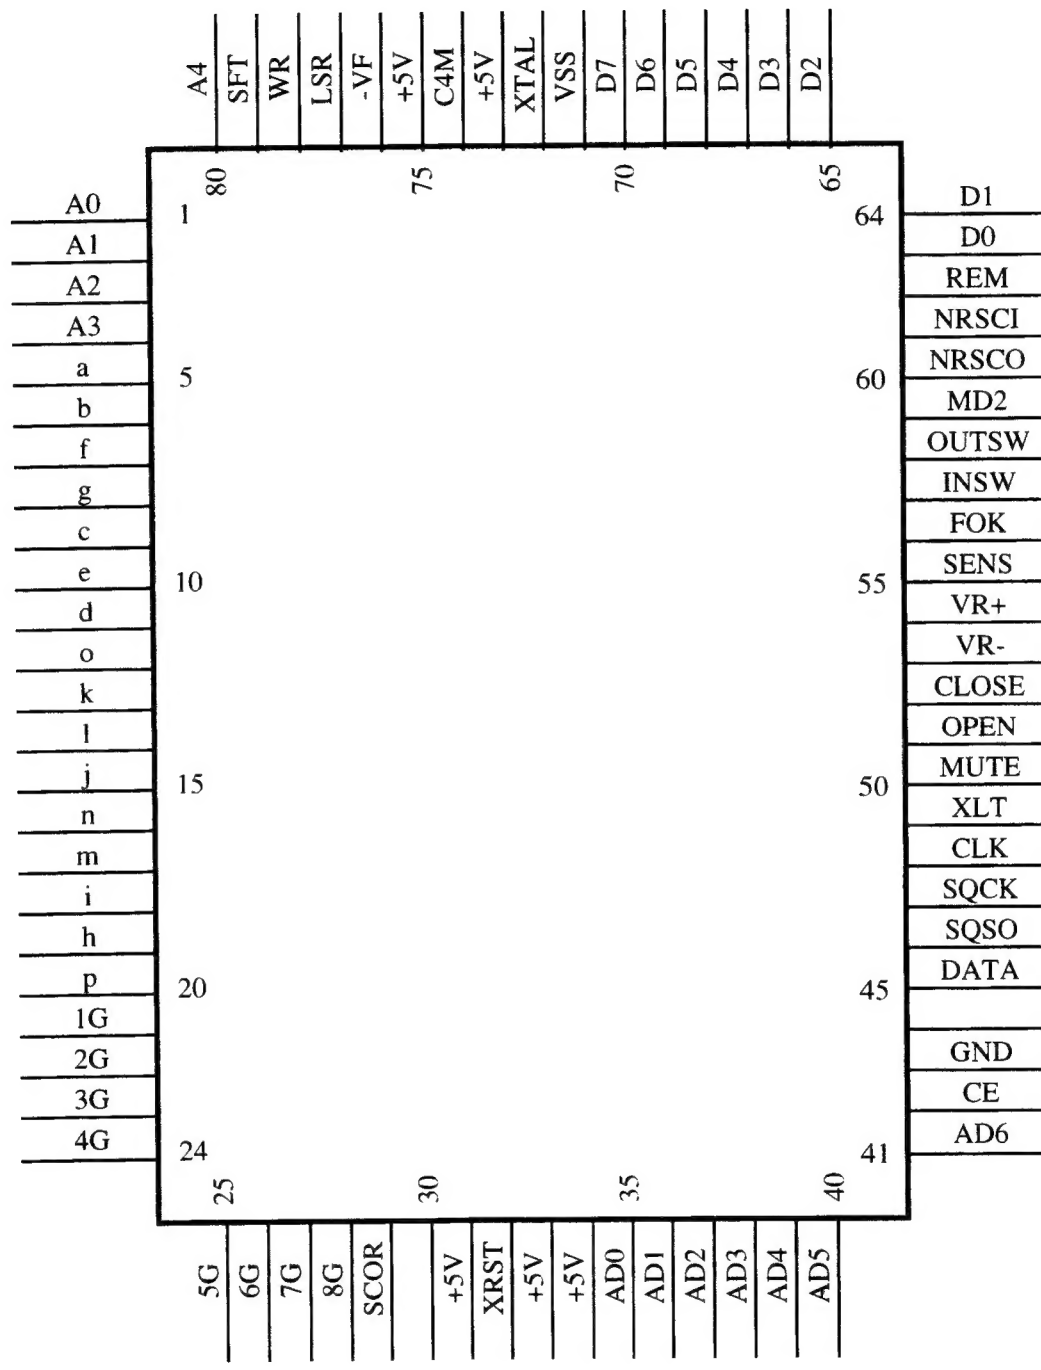 A4 SFT WR LSR -VF +5V C4M +5V XTAL VSS D7 D6 D5 D4 D3 D2
80 75 70 65
A0 1 64 D1
A1 D0
A2 REM
A3 NRSCI
a 5 60 NRSCO
b MD2
f OUTSW
g INSW
c FOK
e 10 55 SENS
d VR+
o VR-
k CLOSE
l OPEN
j 15 50 MUTE
n XLT
m CLK
i SQCK
h SQSO
p 20 45 DATA
1G
2G GND
3G CE
4G 24 41 AD6
25 30 35 40
5G 6G 7G 8G SCOR +5V XRST +5V +5V AD0 AD1 AD2 AD3 AD4 AD5